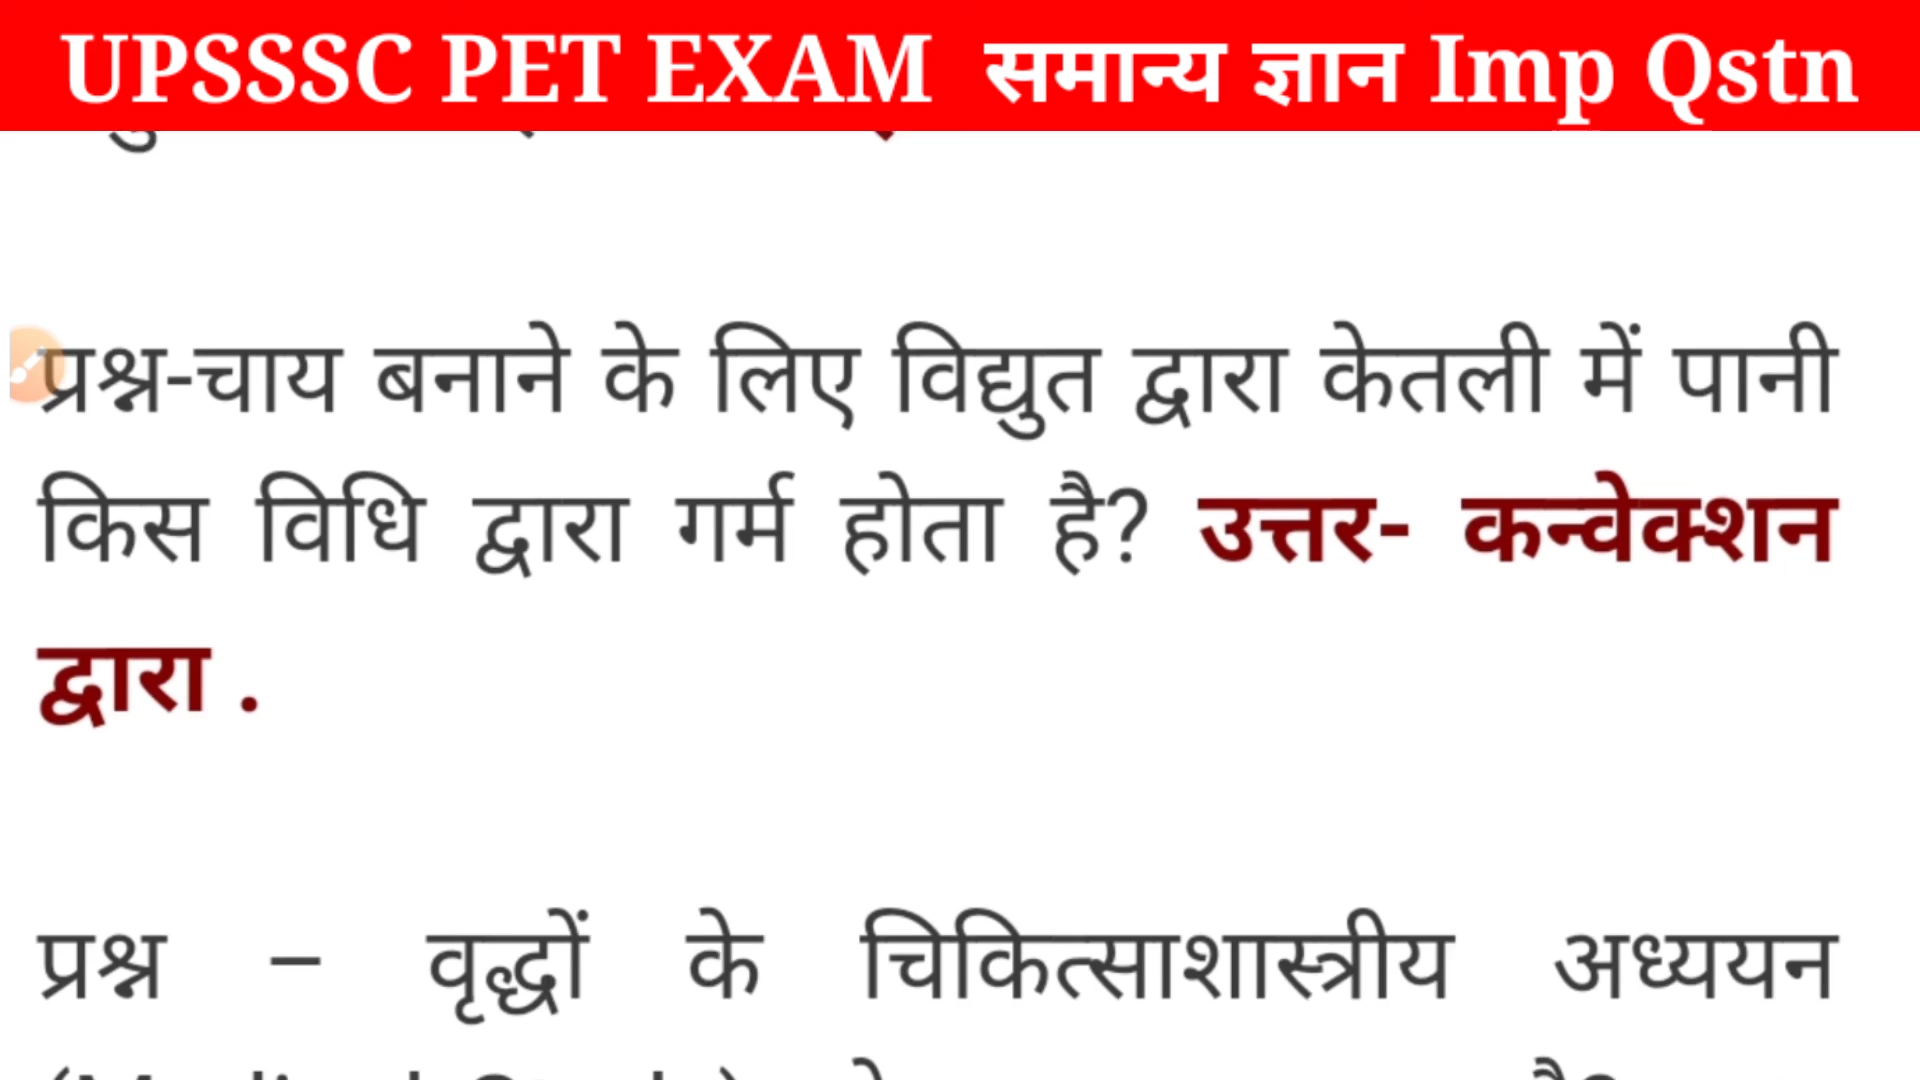 UPSSSC PET EXAM समान्य ज्ञान Imp Qstn
प्रश्न-चाय बनाने के लिए विद्युत द्वारा केतली में पानी
किस विधि द्वारा गर्म होता है? उत्तर- कन्वेक्शन
द्वारा .
प्रश्न – वृद्धों के चिकित्साशास्त्रीय अध्ययन